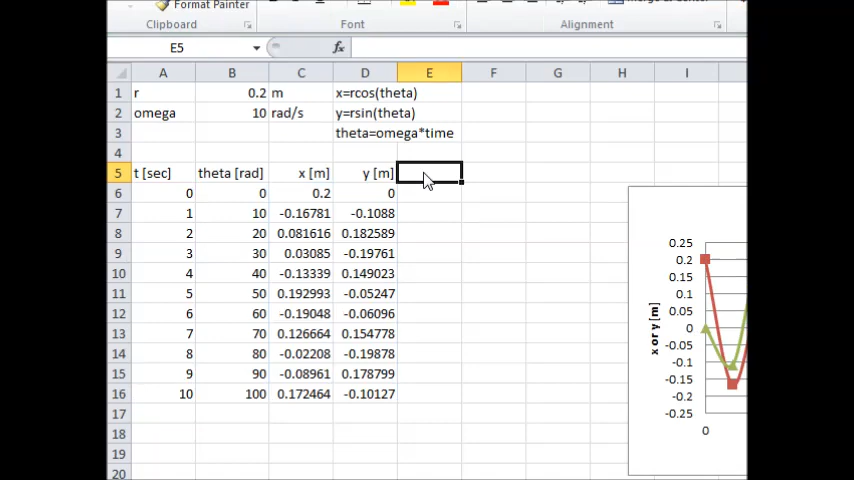 Format Painter
Clipboard Font Alignment
E5 fx
A B C D E F G H I
1 r 0.2 m x=rcos(theta)
2 omega 10 rad/s y=rsin(theta)
3 theta=omega*time
4
5 t [sec] theta [rad] x [m] y [m]
6 0 0 0.2 0
7 1 10 -0.16781 -0.1088
8 2 20 0.081616 0.182589
9 3 30 0.03085 -0.19761
10 4 40 -0.13339 0.149023
11 5 50 0.192993 -0.05247
12 6 60 -0.19048 -0.06096
13 7 70 0.126664 0.154778
14 8 80 -0.02208 -0.19878
15 9 90 -0.08961 0.178799
16 10 100 0.172464 -0.10127
17
18
19
20
x or y [m]
0.25
0.2
0.15
0.1
0.05
0
-0.05
-0.1
-0.15
-0.2
-0.25
0